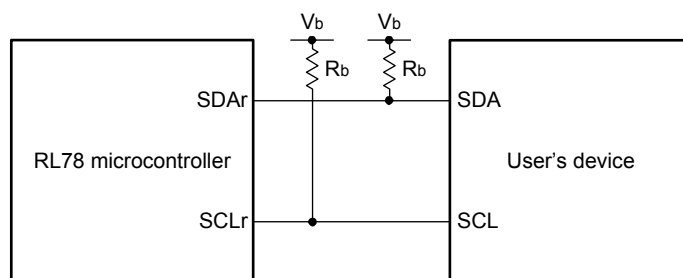 Vb Vb
Rb Rb
SDAr SDA
RL78 microcontroller User's device
SCLr SCL